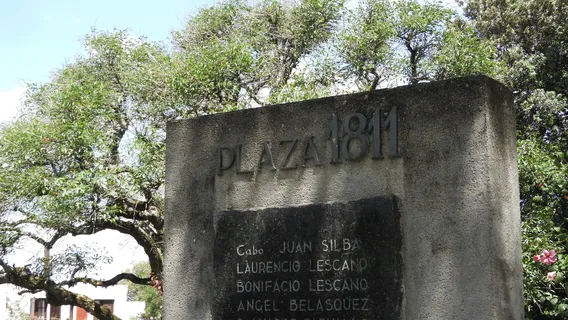 PLAZA 1811
Cabo JUAN SILBA
LAURENCIO LESCANO
BONIFACIO LESCANO
ANGEL BELASQUEZ